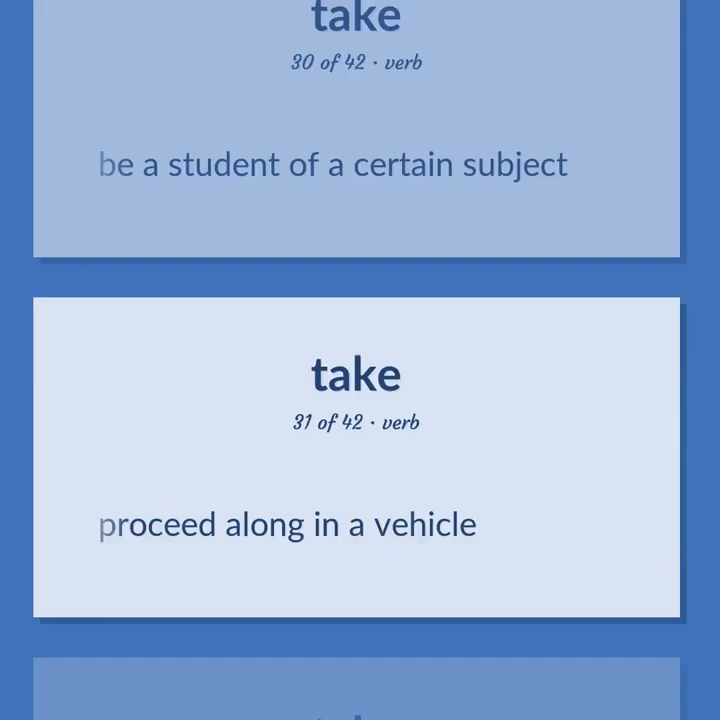 take
30 of 42 · verb
be a student of a certain subject
take
31 of 42 · verb
proceed along in a vehicle